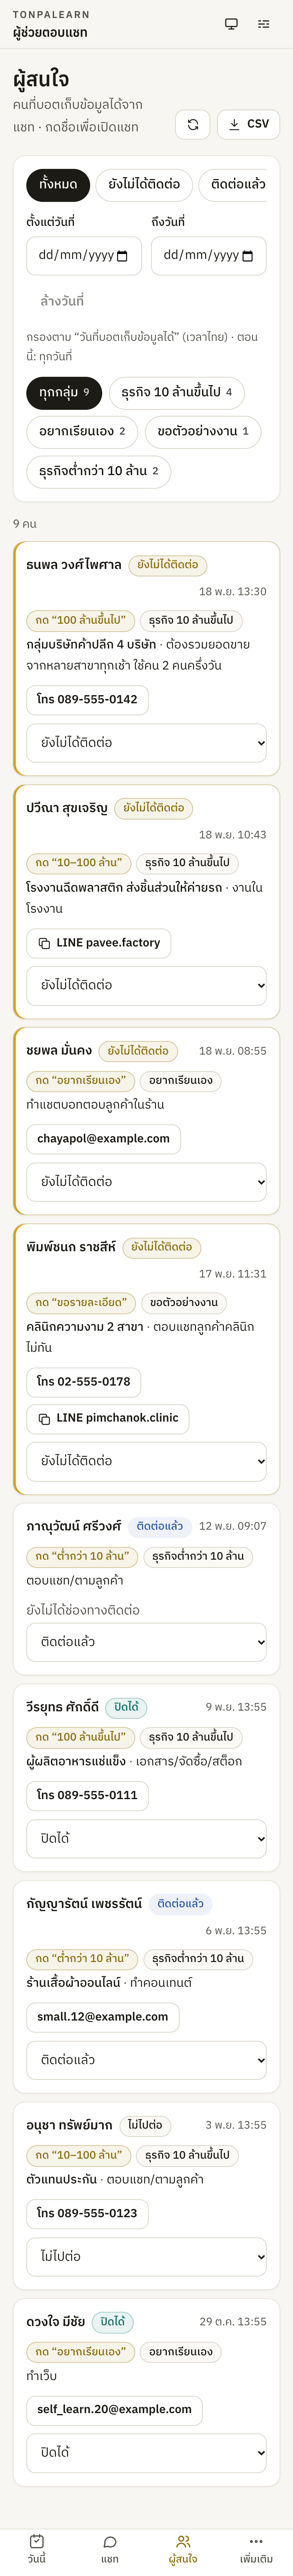 TONPALEARN
ผู้ช่วยตอบแชท
ผู้สนใจ
คนที่บอตเก็บข้อมูลได้จาก
แชท · กดชื่อเพื่อเปิดแชท
CSV
ทั้งหมด ยังไม่ได้ติดต่อ ติดต่อแล้ว
ตั้งแต่วันที่ ถึงวันที่
dd/mm/yyyy dd/mm/yyyy
ล้างวันที่
กรองตาม “วันที่บอตเก็บข้อมูลได้” (เวลาไทย) · ตอน
นี้: ทุกวันที่
ทุกกลุ่ม 9 ธุรกิจ 10 ล้านขึ้นไป 4
อยากเรียนเอง 2 ขอตัวอย่างงาน 1
ธุรกิจต่ำกว่า 10 ล้าน 2
9 คน
ธนพล วงศ์ไพศาล ยังไม่ได้ติดต่อ
18 พ.ย. 13:30
กด “100 ล้านขึ้นไป” ธุรกิจ 10 ล้านขึ้นไป
กลุ่มบริษัทค้าปลีก 4 บริษัท · ต้องรวมยอดขาย
จากหลายสาขาทุกเช้า ใช้คน 2 คนครึ่งวัน
โทร 089-555-0142
ยังไม่ได้ติดต่อ
ปวีณา สุขเจริญ ยังไม่ได้ติดต่อ
18 พ.ย. 10:43
กด “10–100 ล้าน” ธุรกิจ 10 ล้านขึ้นไป
โรงงานฉีดพลาสติก ส่งชิ้นส่วนให้ค่ายรถ · งานใน
โรงงาน
LINE pavee.factory
ยังไม่ได้ติดต่อ
ชยพล มั่นคง ยังไม่ได้ติดต่อ 18 พ.ย. 08:55
กด “อยากเรียนเอง” อยากเรียนเอง
ทำแชตบอทตอบลูกค้าในร้าน
chayapol@example.com
ยังไม่ได้ติดต่อ
พิมพ์ชนก ราชสีห์ ยังไม่ได้ติดต่อ
17 พ.ย. 11:31
กด “ขอรายละเอียด” ขอตัวอย่างงาน
คลินิกความงาม 2 สาขา · ตอบแชทลูกค้าคลินิก
ไม่ทัน
โทร 02-555-0178
LINE pimchanok.clinic
ยังไม่ได้ติดต่อ
ภาณุวัฒน์ ศรีวงศ์ ติดต่อแล้ว 12 พ.ย. 09:07
กด “ต่ำกว่า 10 ล้าน” ธุรกิจต่ำกว่า 10 ล้าน
ตอบแชท/ตามลูกค้า
ยังไม่ได้ช่องทางติดต่อ
ติดต่อแล้ว
วีรยุทธ ศักดิ์ดี ปิดได้ 9 พ.ย. 13:55
กด “100 ล้านขึ้นไป” ธุรกิจ 10 ล้านขึ้นไป
ผู้ผลิตอาหารแช่แข็ง · เอกสาร/จัดซื้อ/สต็อก
โทร 089-555-0111
ปิดได้
กัญญารัตน์ เพชรรัตน์ ติดต่อแล้ว
6 พ.ย. 13:55
กด “ต่ำกว่า 10 ล้าน” ธุรกิจต่ำกว่า 10 ล้าน
ร้านเสื้อผ้าออนไลน์ · ทำคอนเทนต์
small.12@example.com
ติดต่อแล้ว
อนุชา ทรัพย์มาก ไม่ไปต่อ 3 พ.ย. 13:55
กด “10–100 ล้าน” ธุรกิจ 10 ล้านขึ้นไป
ตัวแทนประกัน · ตอบแชท/ตามลูกค้า
โทร 089-555-0123
ไม่ไปต่อ
ดวงใจ มีชัย ปิดได้ 29 ต.ค. 13:55
กด “อยากเรียนเอง” อยากเรียนเอง
ทำเว็บ
self_learn.20@example.com
ปิดได้
วันนี้ แชท ผู้สนใจ เพิ่มเติม